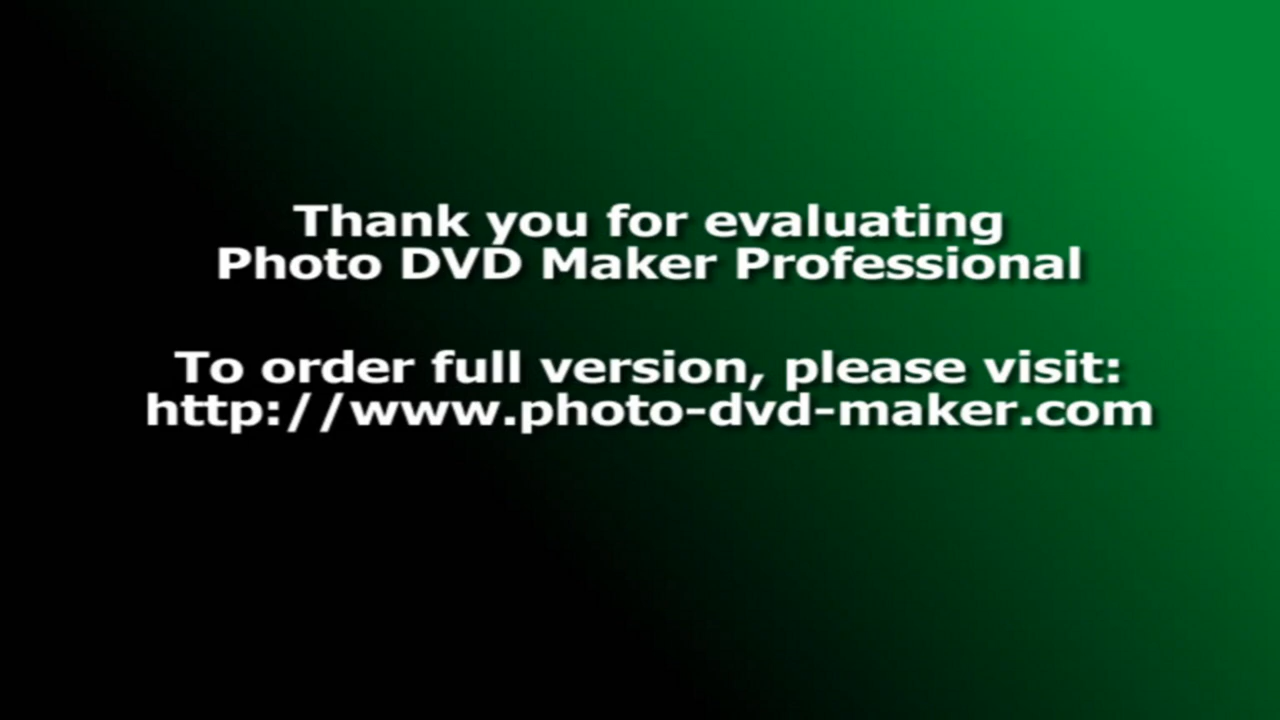 Thank you for evaluating
Photo DVD Maker Professional
To order full version, please visit:
http://www.photo-dvd-maker.com